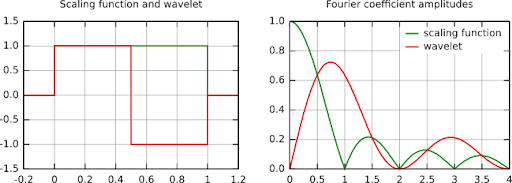 Scaling function and wavelet
1.5
1.0
0.5
0.0
-0.5
-1.0
-1.5
-0.2 0 0.2 0.4 0.6 0.8 1.0 1.2
Fourier coefficient amplitudes
scaling function
wavelet
1.0
0.8
0.6
0.4
0.2
0.0
0 0.5 1 1.5 2 2.5 3 3.5 4